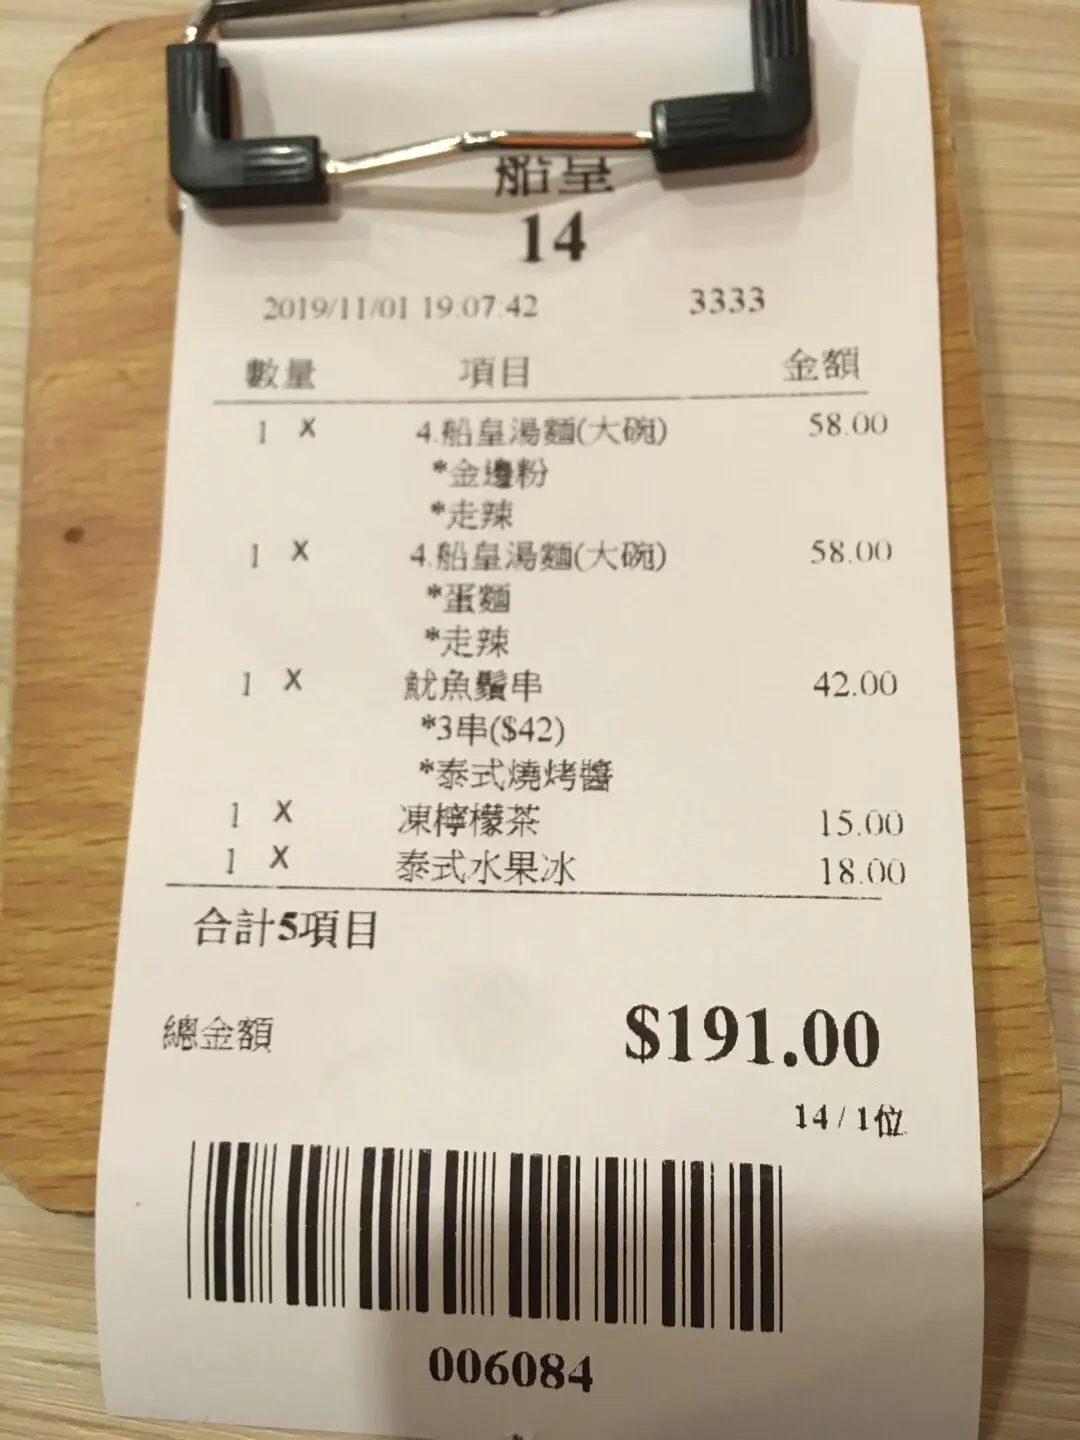 船皇
14
2019/11/01 19:07:42 3333
數量 項目 金額
1 X 4.船皇湯麵(大碗) 58.00
*金邊粉
*走辣
1 X 4.船皇湯麵(大碗) 58.00
*蛋麵
*走辣
1 X 魷魚鬚串 42.00
*3串($42)
*泰式燒烤醬
1 X 凍檸檬茶 15.00
1 X 泰式水果冰 18.00
合計5項目
總金額 $191.00
14 / 1位
006084